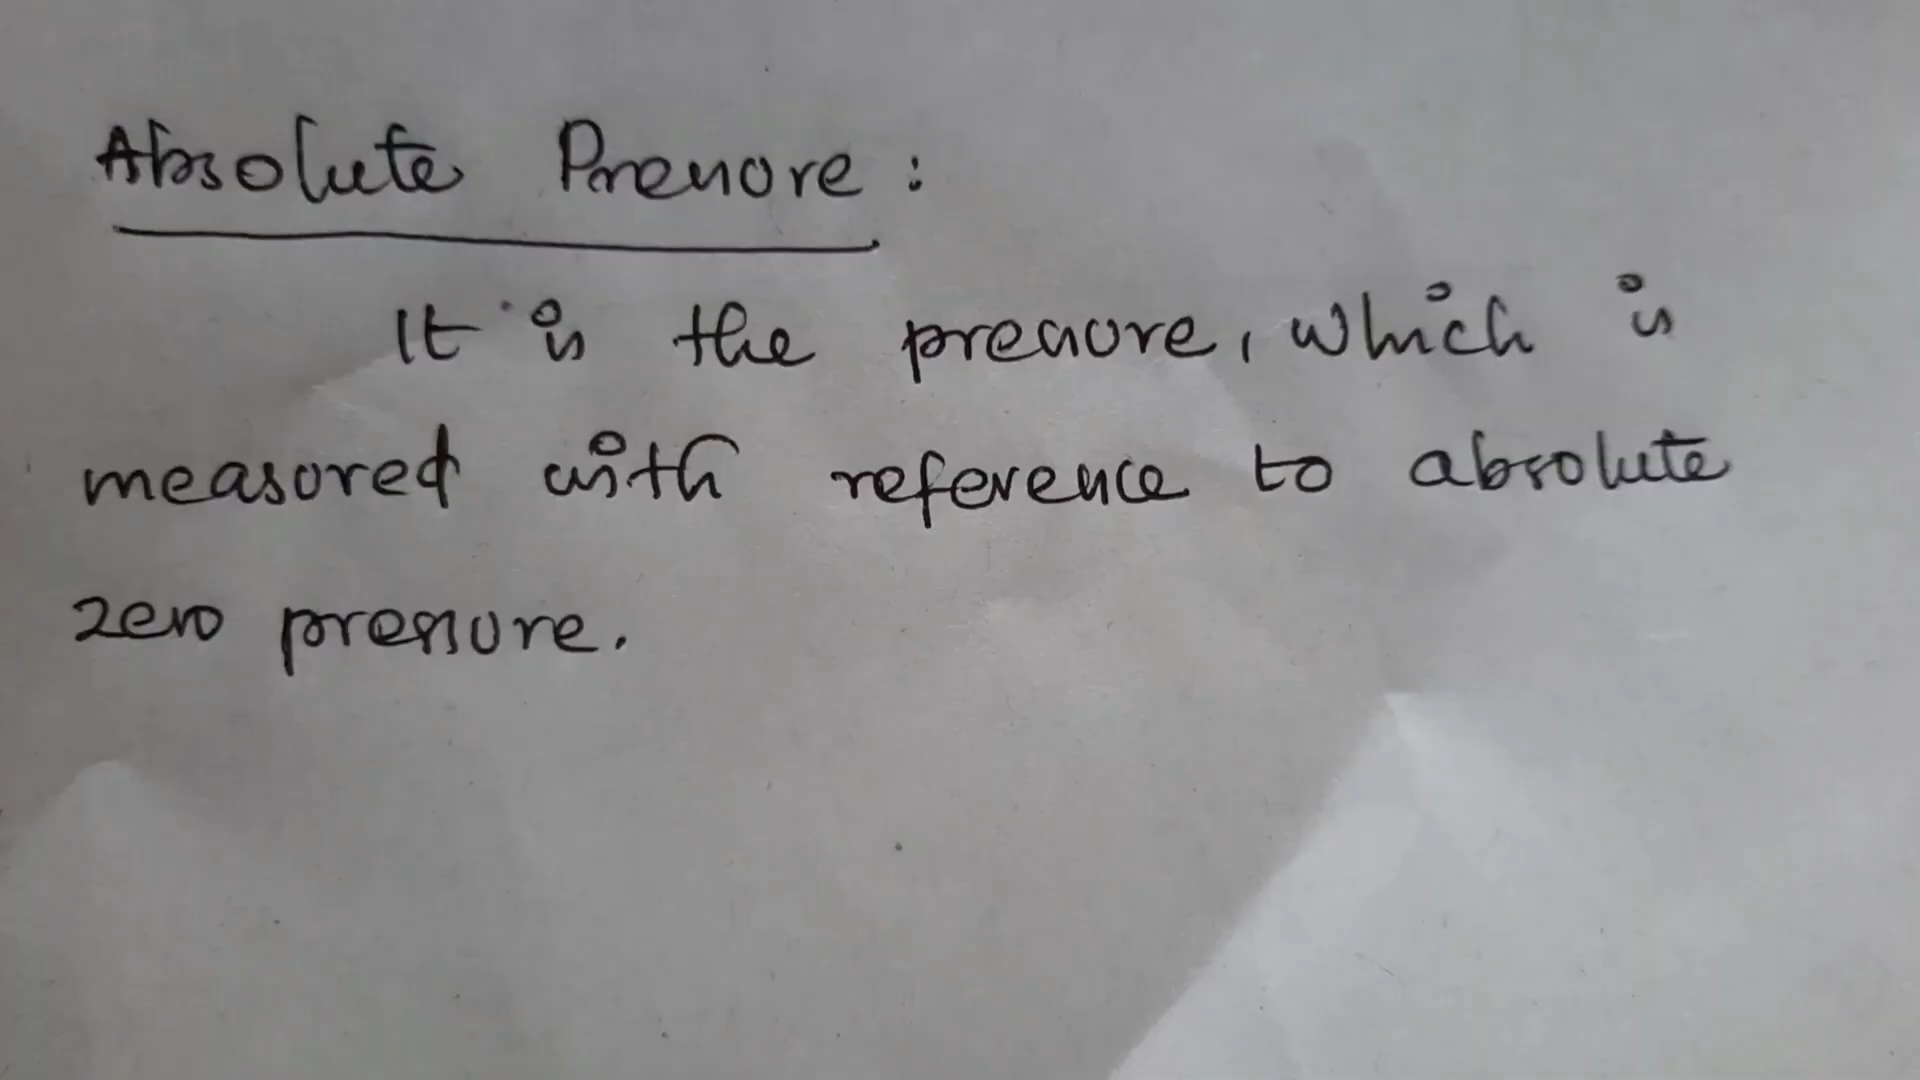 Absolute Pressure :
It is the pressure, which is
measured with reference to absolute
zero pressure.